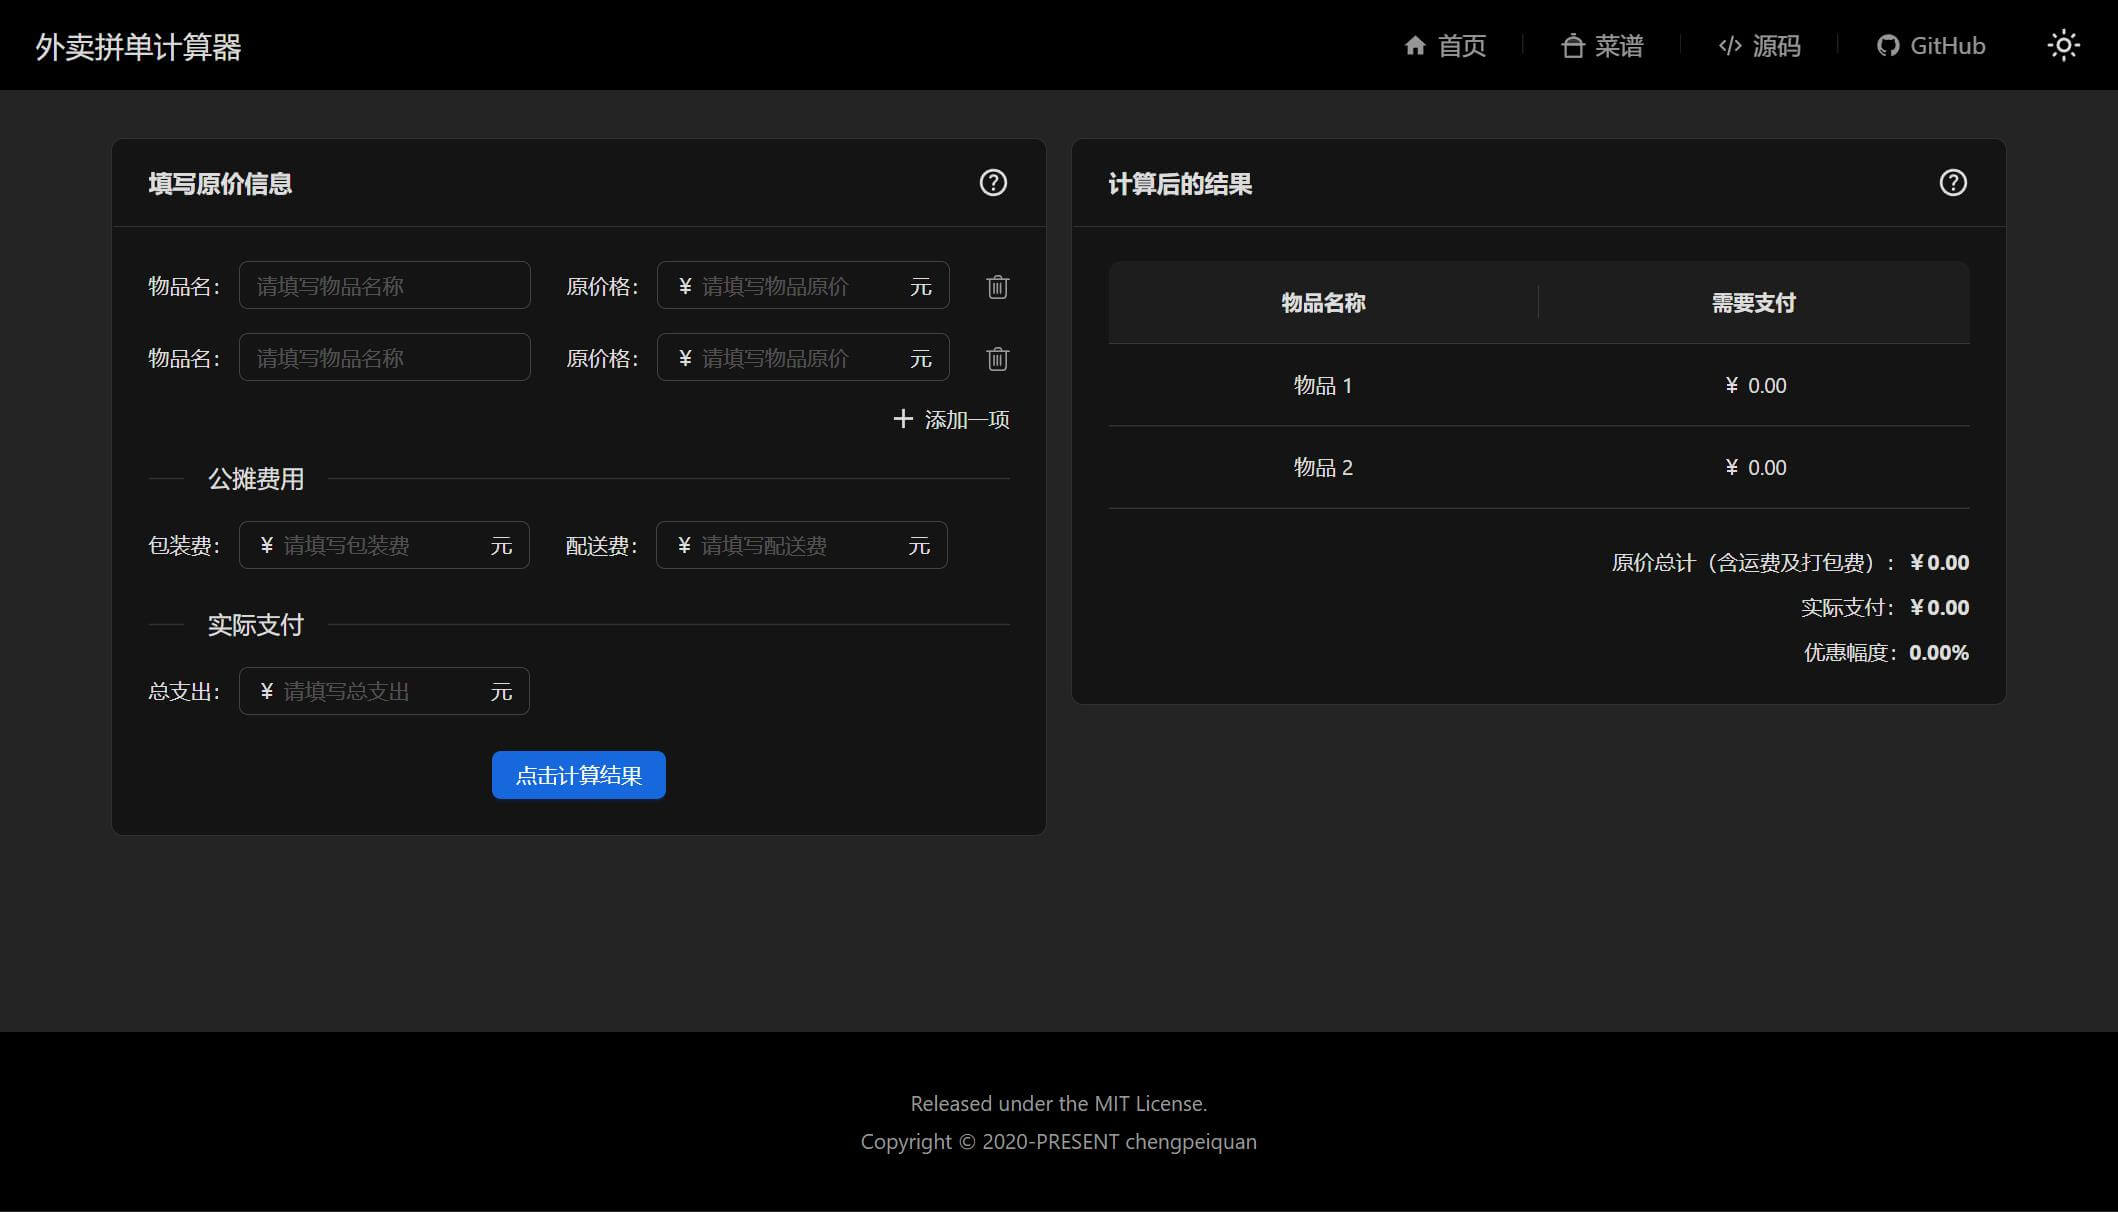 外卖拼单计算器
首页
菜谱
源码
GitHub
填写原价信息
物品名： 请填写物品名称 原价格： ¥ 请填写物品原价 元
物品名： 请填写物品名称 原价格： ¥ 请填写物品原价 元
添加一项
公摊费用
包装费： ¥ 请填写包装费 元 配送费： ¥ 请填写配送费 元
实际支付
总支出： ¥ 请填写总支出 元
点击计算结果
计算后的结果
物品名称 需要支付
物品 1 ¥ 0.00
物品 2 ¥ 0.00
原价总计（含运费及打包费）： ¥0.00
实际支付： ¥0.00
优惠幅度： 0.00%
Released under the MIT License.
Copyright © 2020-PRESENT chengpeiquan